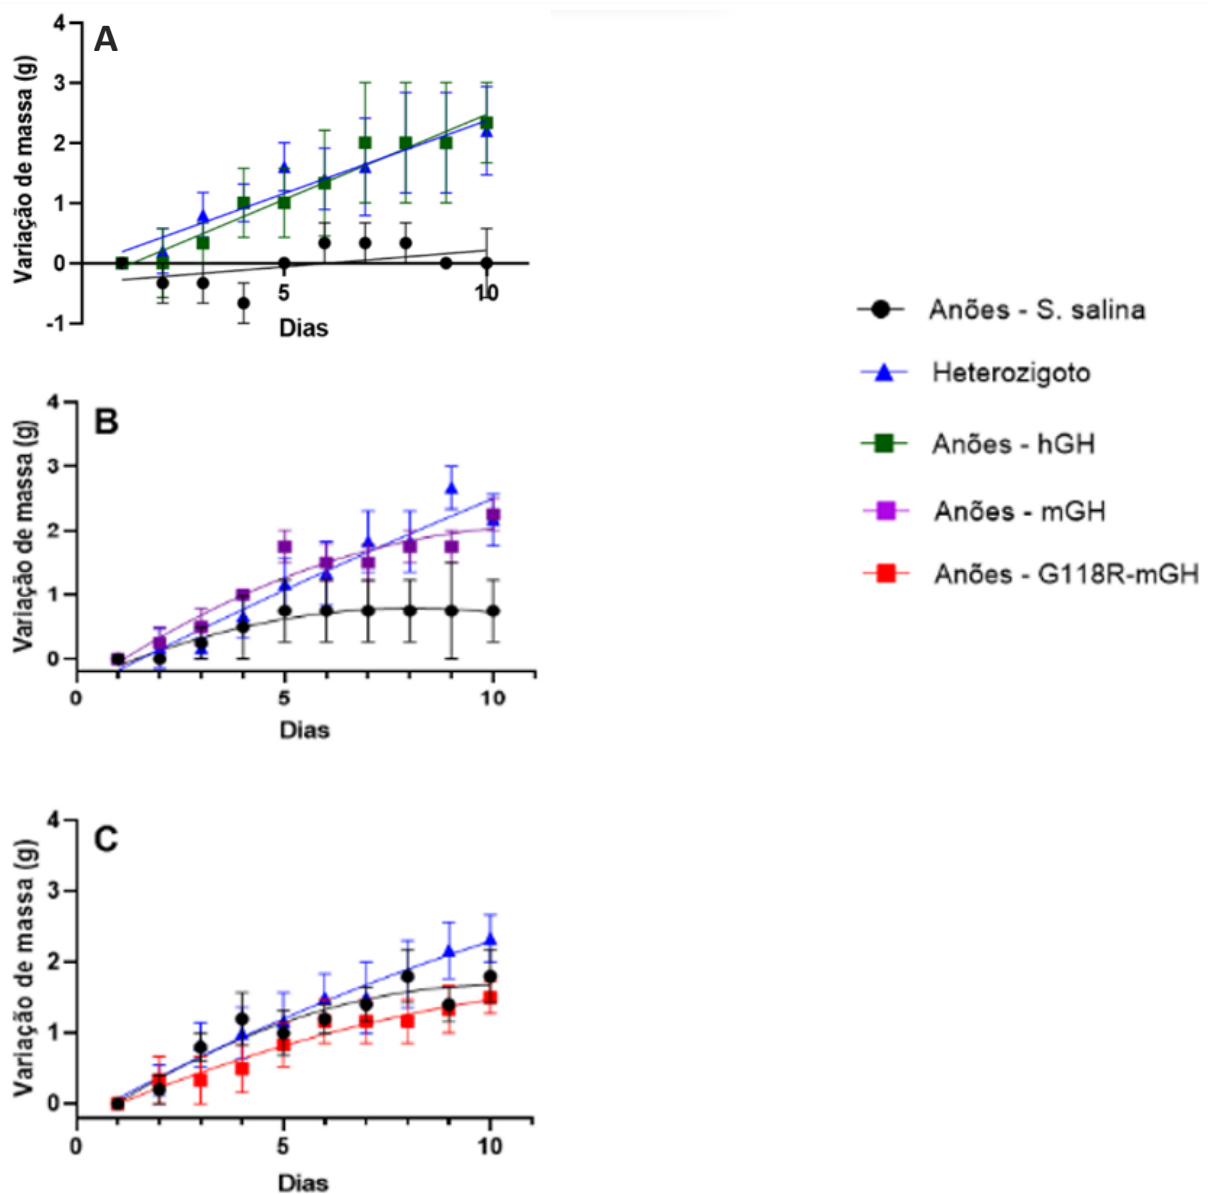 A
Variação de massa (g)
4
3
2
1
0
-1
5
10
Dias
B
Variação de massa (g)
4
3
2
1
0
0
5
10
Dias
C
Variação de massa (g)
4
3
2
1
0
0
5
10
Dias
Anões - S. salina
Heterozigoto
Anões - hGH
Anões - mGH
Anões - G118R-mGH